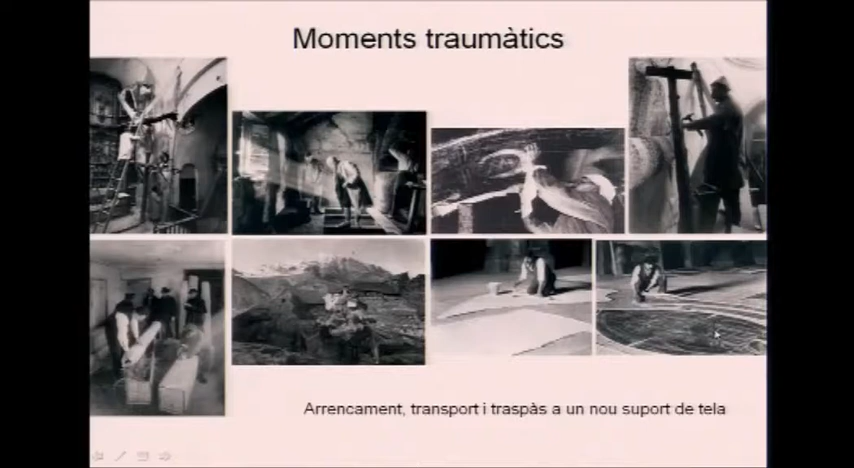 Moments traumàtics
Arrencament, transport i traspàs a un nou suport de tela